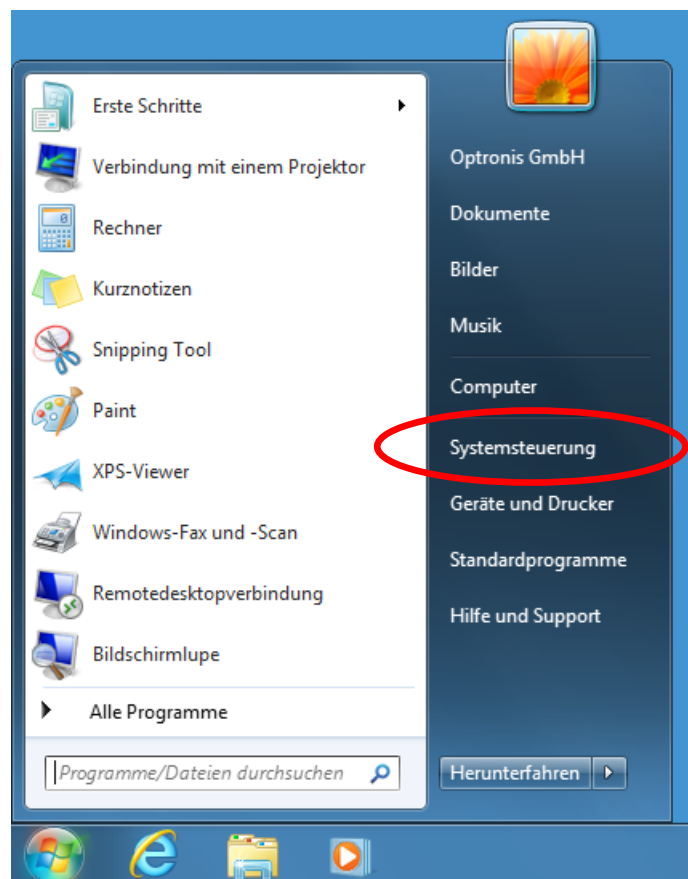 Erste Schritte
Verbindung mit einem Projektor
Rechner
Kurznotizen
Snipping Tool
Paint
XPS-Viewer
Windows-Fax und -Scan
Remotedesktopverbindung
Bildschirmlupe
Alle Programme
Programme/Dateien durchsuchen
Optronis GmbH
Dokumente
Bilder
Musik
Computer
Systemsteuerung
Geräte und Drucker
Standardprogramme
Hilfe und Support
Herunterfahren